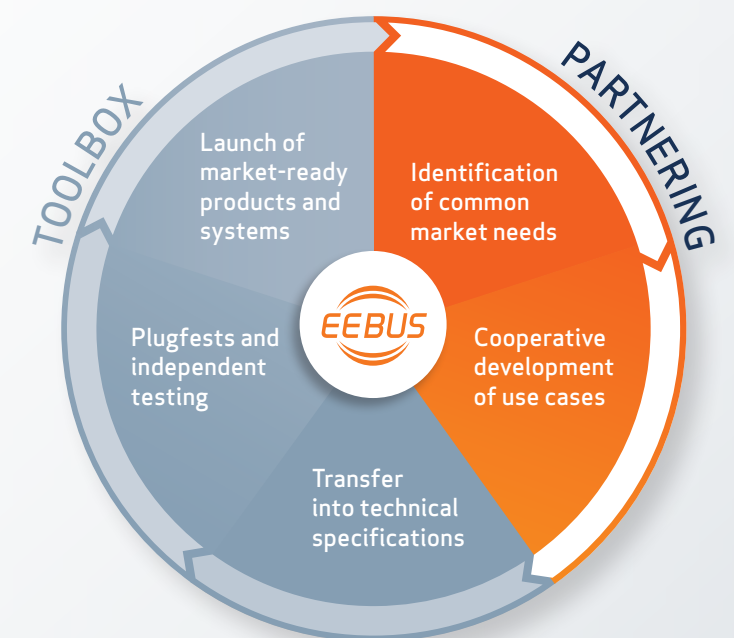 TOOLBOX
PARTNERING
Launch of
market-ready
products and
systems
Identification
of common
market needs
EEBUS
Plugfests and
independent
testing
Cooperative
development
of use cases
Transfer
into technical
specifications